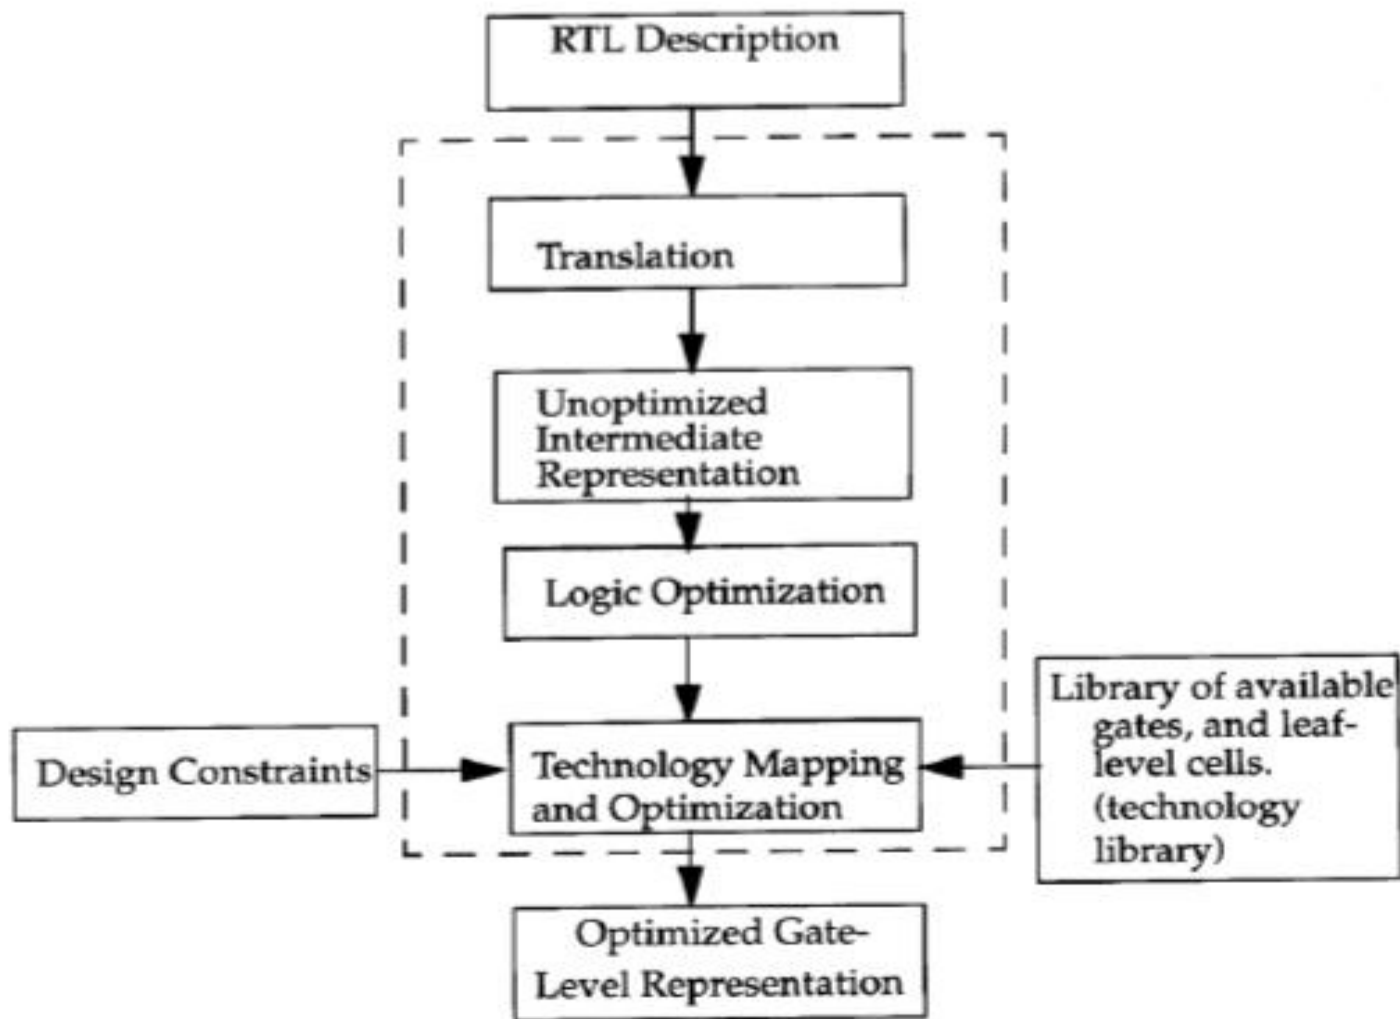 RTL Description
Translation
Unoptimized
Intermediate
Representation
Logic Optimization
Design Constraints
Technology Mapping
and Optimization
Library of available
gates, and leaf-
level cells.
(technology
library)
Optimized Gate-
Level Representation